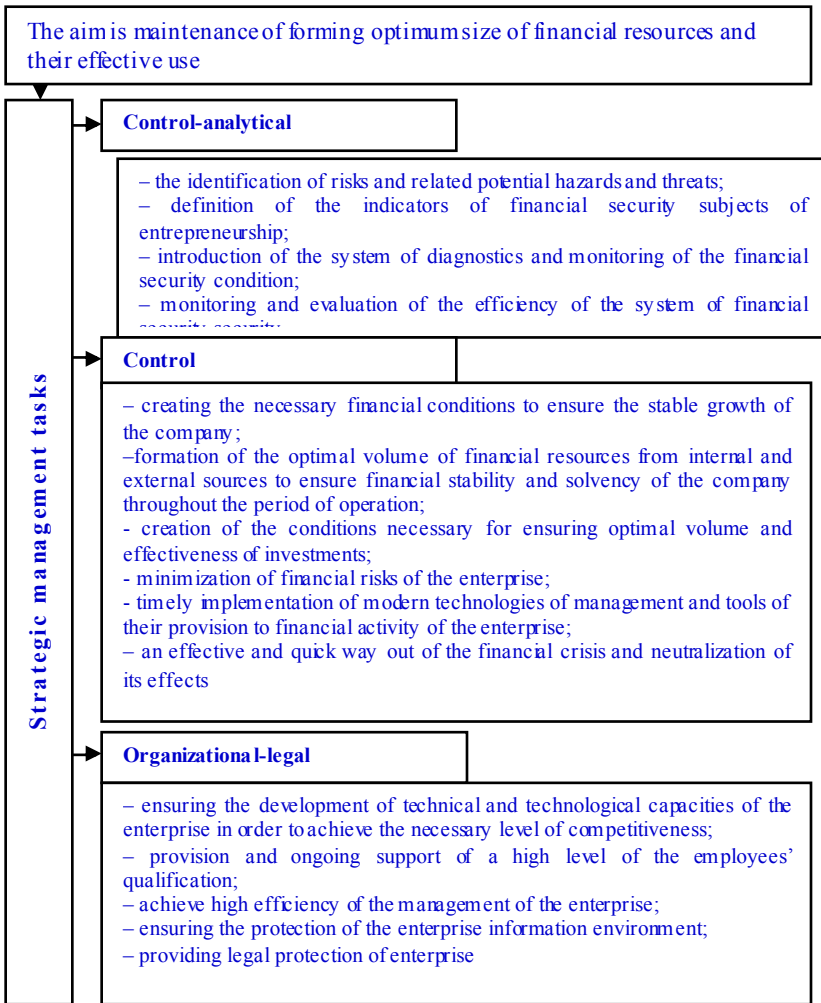 The aim is maintenance of forming optimum size of financial resources and
their effective use
Strategic management tasks
Control-analytical
– the identification of risks and related potential hazards and threats;
– definition of the indicators of financial security subjects of
entrepreneurship;
– introduction of the system of diagnostics and monitoring of the financial
security condition;
– monitoring and evaluation of the efficiency of the system of financial
security security
Control
– creating the necessary financial conditions to ensure the stable growth of
the company;
–formation of the optimal volume of financial resources from internal and
external sources to ensure financial stability and solvency of the company
throughout the period of operation;
- creation of the conditions necessary for ensuring optimal volume and
effectiveness of investments;
- minimization of financial risks of the enterprise;
- timely implementation of modern technologies of management and tools of
their provision to financial activity of the enterprise;
– an effective and quick way out of the financial crisis and neutralization of
its effects
Organizational-legal
– ensuring the development of technical and technological capacities of the
enterprise in order to achieve the necessary level of competitiveness;
– provision and ongoing support of a high level of the employees’
qualification;
– achieve high efficiency of the management of the enterprise;
– ensuring the protection of the enterprise information environment;
– providing legal protection of enterprise